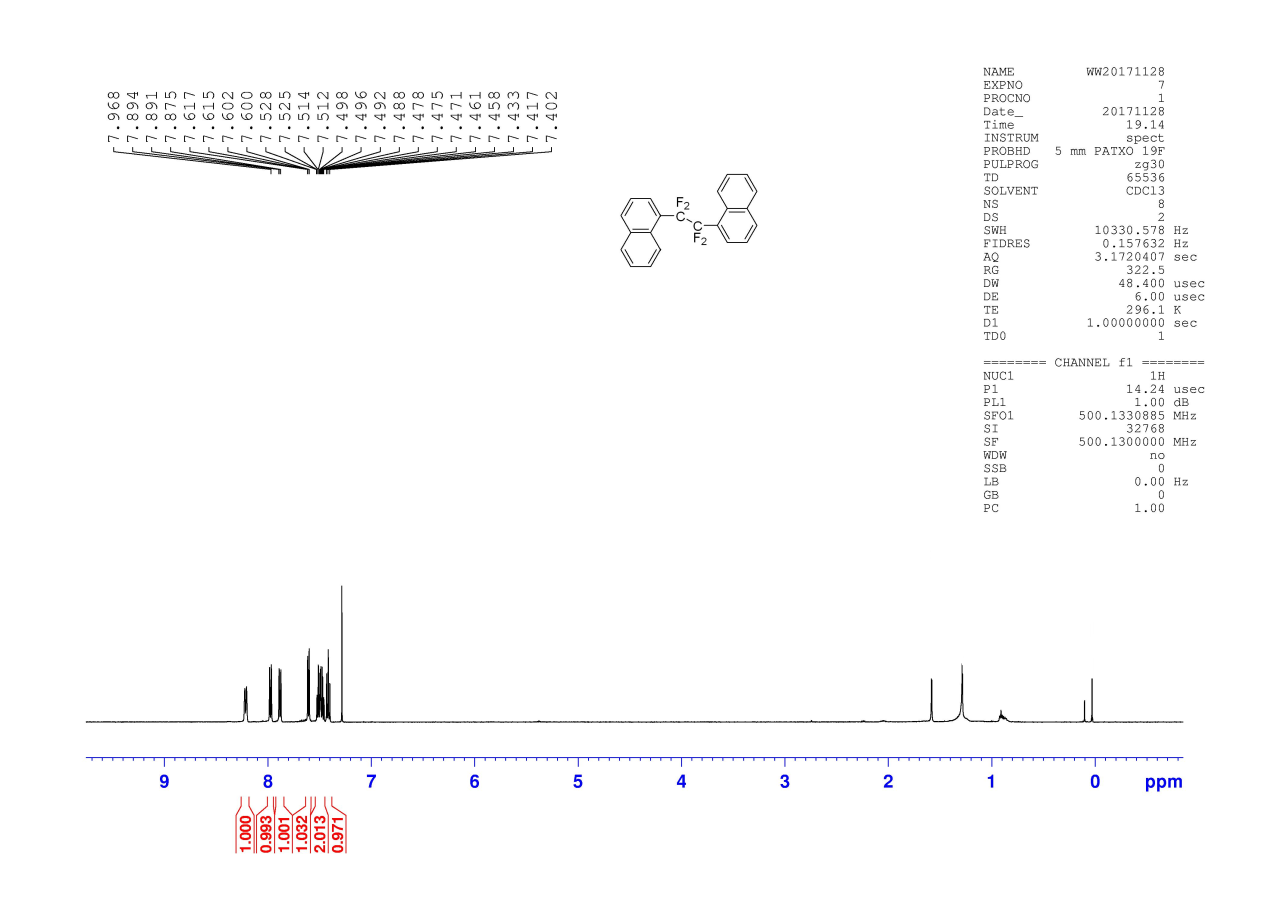 7.968
7.894
7.891
7.875
7.617
7.615
7.602
7.600
7.528
7.525
7.514
7.512
7.498
7.496
7.492
7.488
7.478
7.475
7.471
7.461
7.458
7.433
7.417
7.402
F2
C
C
F2
NAME WW20171128
EXPNO 7
PROCNO 1
Date_ 20171128
Time 19.14
INSTRUM spect
PROBHD 5 mm PATXO 19F
PULPROG zg30
TD 65536
SOLVENT CDCl3
NS 8
DS 2
SWH 10330.578 Hz
FIDRES 0.157632 Hz
AQ 3.1720407 sec
RG 322.5
DW 48.400 usec
DE 6.00 usec
TE 296.1 K
D1 1.00000000 sec
TD0 1
======== CHANNEL f1 ========
NUC1 1H
P1 14.24 usec
PL1 1.00 dB
SFO1 500.1330885 MHz
SI 32768
SF 500.1300000 MHz
WDW no
SSB 0
LB 0.00 Hz
GB 0
PC 1.00
9 8 7 6 5 4 3 2 1 0 ppm
1.000
0.993
1.001
1.032
2.013
0.971